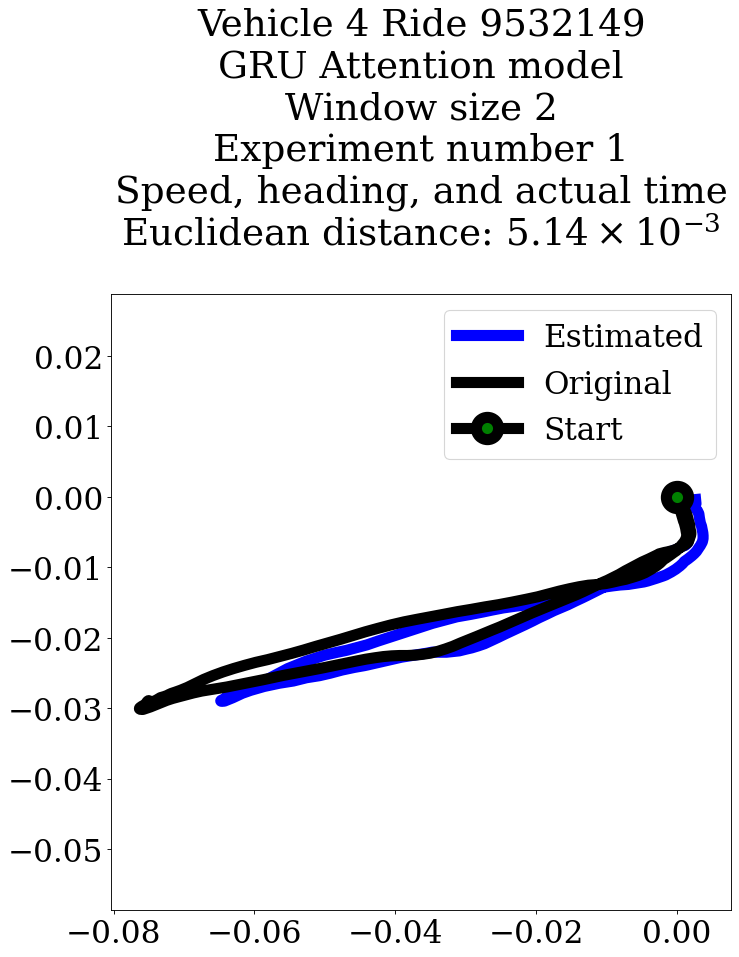 Vehicle 4 Ride 9532149
GRU Attention model
Window size 2
Experiment number 1
Speed, heading, and actual time
Euclidean distance: 5.14 × 10⁻³
Estimated
Original
Start
0.02
0.01
0.00
−0.01
−0.02
−0.03
−0.04
−0.05
−0.08 −0.06 −0.04 −0.02 0.00